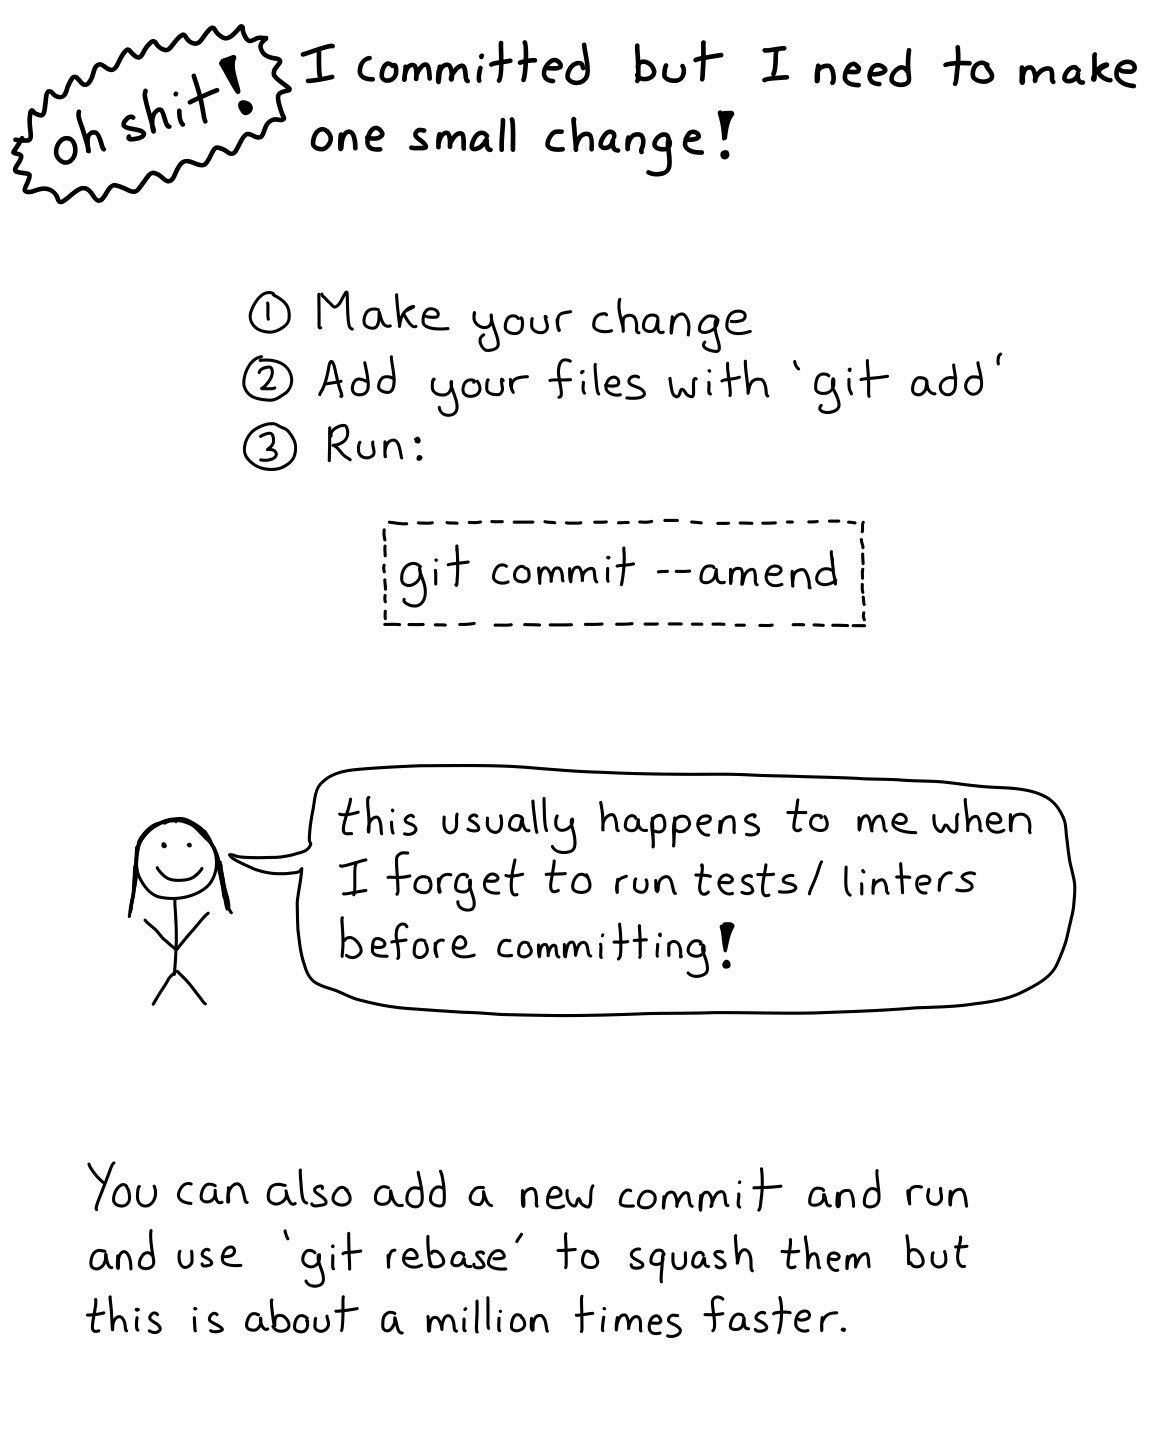 oh shit!
I committed but I need to make
one small change!
① Make your change
② Add your files with `git add`
③ Run:
git commit --amend
this usually happens to me when
I forget to run tests/linters
before committing!
You can also add a new commit and run
and use `git rebase` to squash them but
this is about a million times faster.